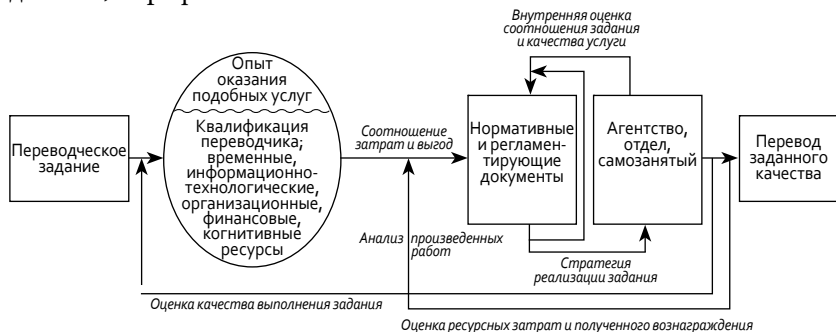 Внутренняя оценка
соотношения задания
и качества услуги
Опыт
оказания
подобных услуг
Переводческое
задание
Квалификация
переводчика;
временные,
информационно-
технологические,
организационные,
финансовые,
когнитивные
ресурсы
Соотношение
затрат и выгод
Нормативные
и регламен-
тирующие
документы
Агентство,
отдел,
самозанятый
Перевод
заданного
качества
Анализ произведенных
работ
Стратегия
реализации задания
Оценка качества выполнения задания
Оценка ресурсных затрат и полученного вознаграждения